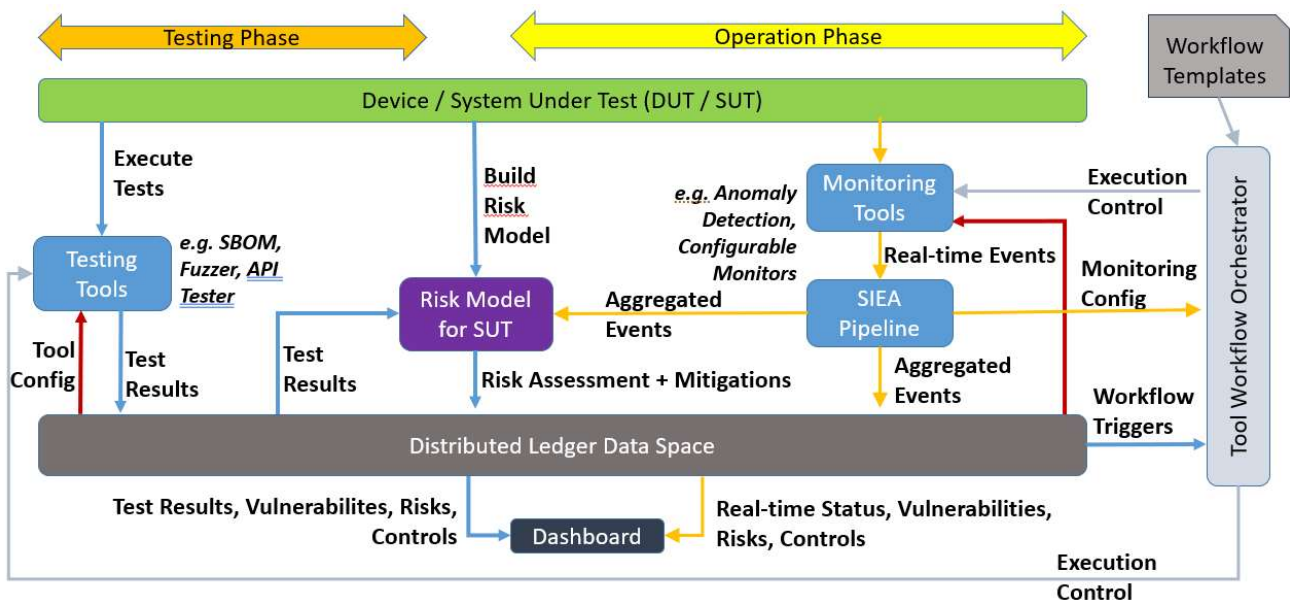 Testing Phase
Operation Phase
Workflow
Templates
Device / System Under Test (DUT / SUT)
Execute
Tests
Build
Risk
Model
e.g. Anomaly
Detection,
Configurable
Monitors
Monitoring
Tools
Execution
Control
Tool Workflow Orchestrator
Testing
Tools
e.g. SBOM,
Fuzzer, API
Tester
Real-time Events
Monitoring
Config
Risk Model
for SUT
Aggregated
Events
SIEA
Pipeline
Tool
Config
Test
Results
Test
Results
Risk Assessment + Mitigations
Aggregated
Events
Workflow
Triggers
Distributed Ledger Data Space
Test Results, Vulnerabilites, Risks,
Controls
Dashboard
Real-time Status, Vulnerabilities,
Risks, Controls
Execution
Control